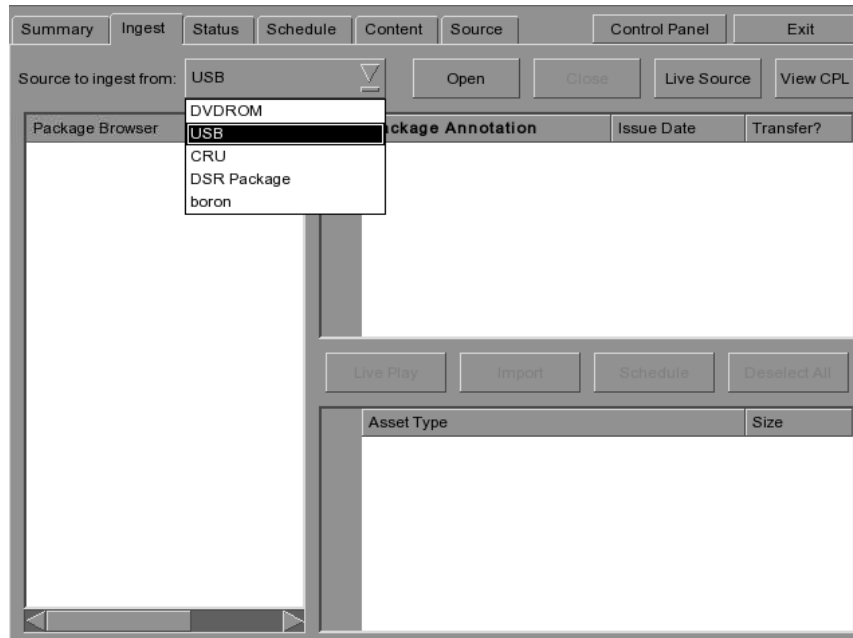 Summary Ingest Status Schedule Content Source Control Panel Exit
Source to ingest from: USB Open Close Live Source View CPL
DVDROM
Package Browser USB ackage Annotation Issue Date Transfer?
CRU
DSR Package
boron
Live Play Import Schedule Deselect All
Asset Type Size